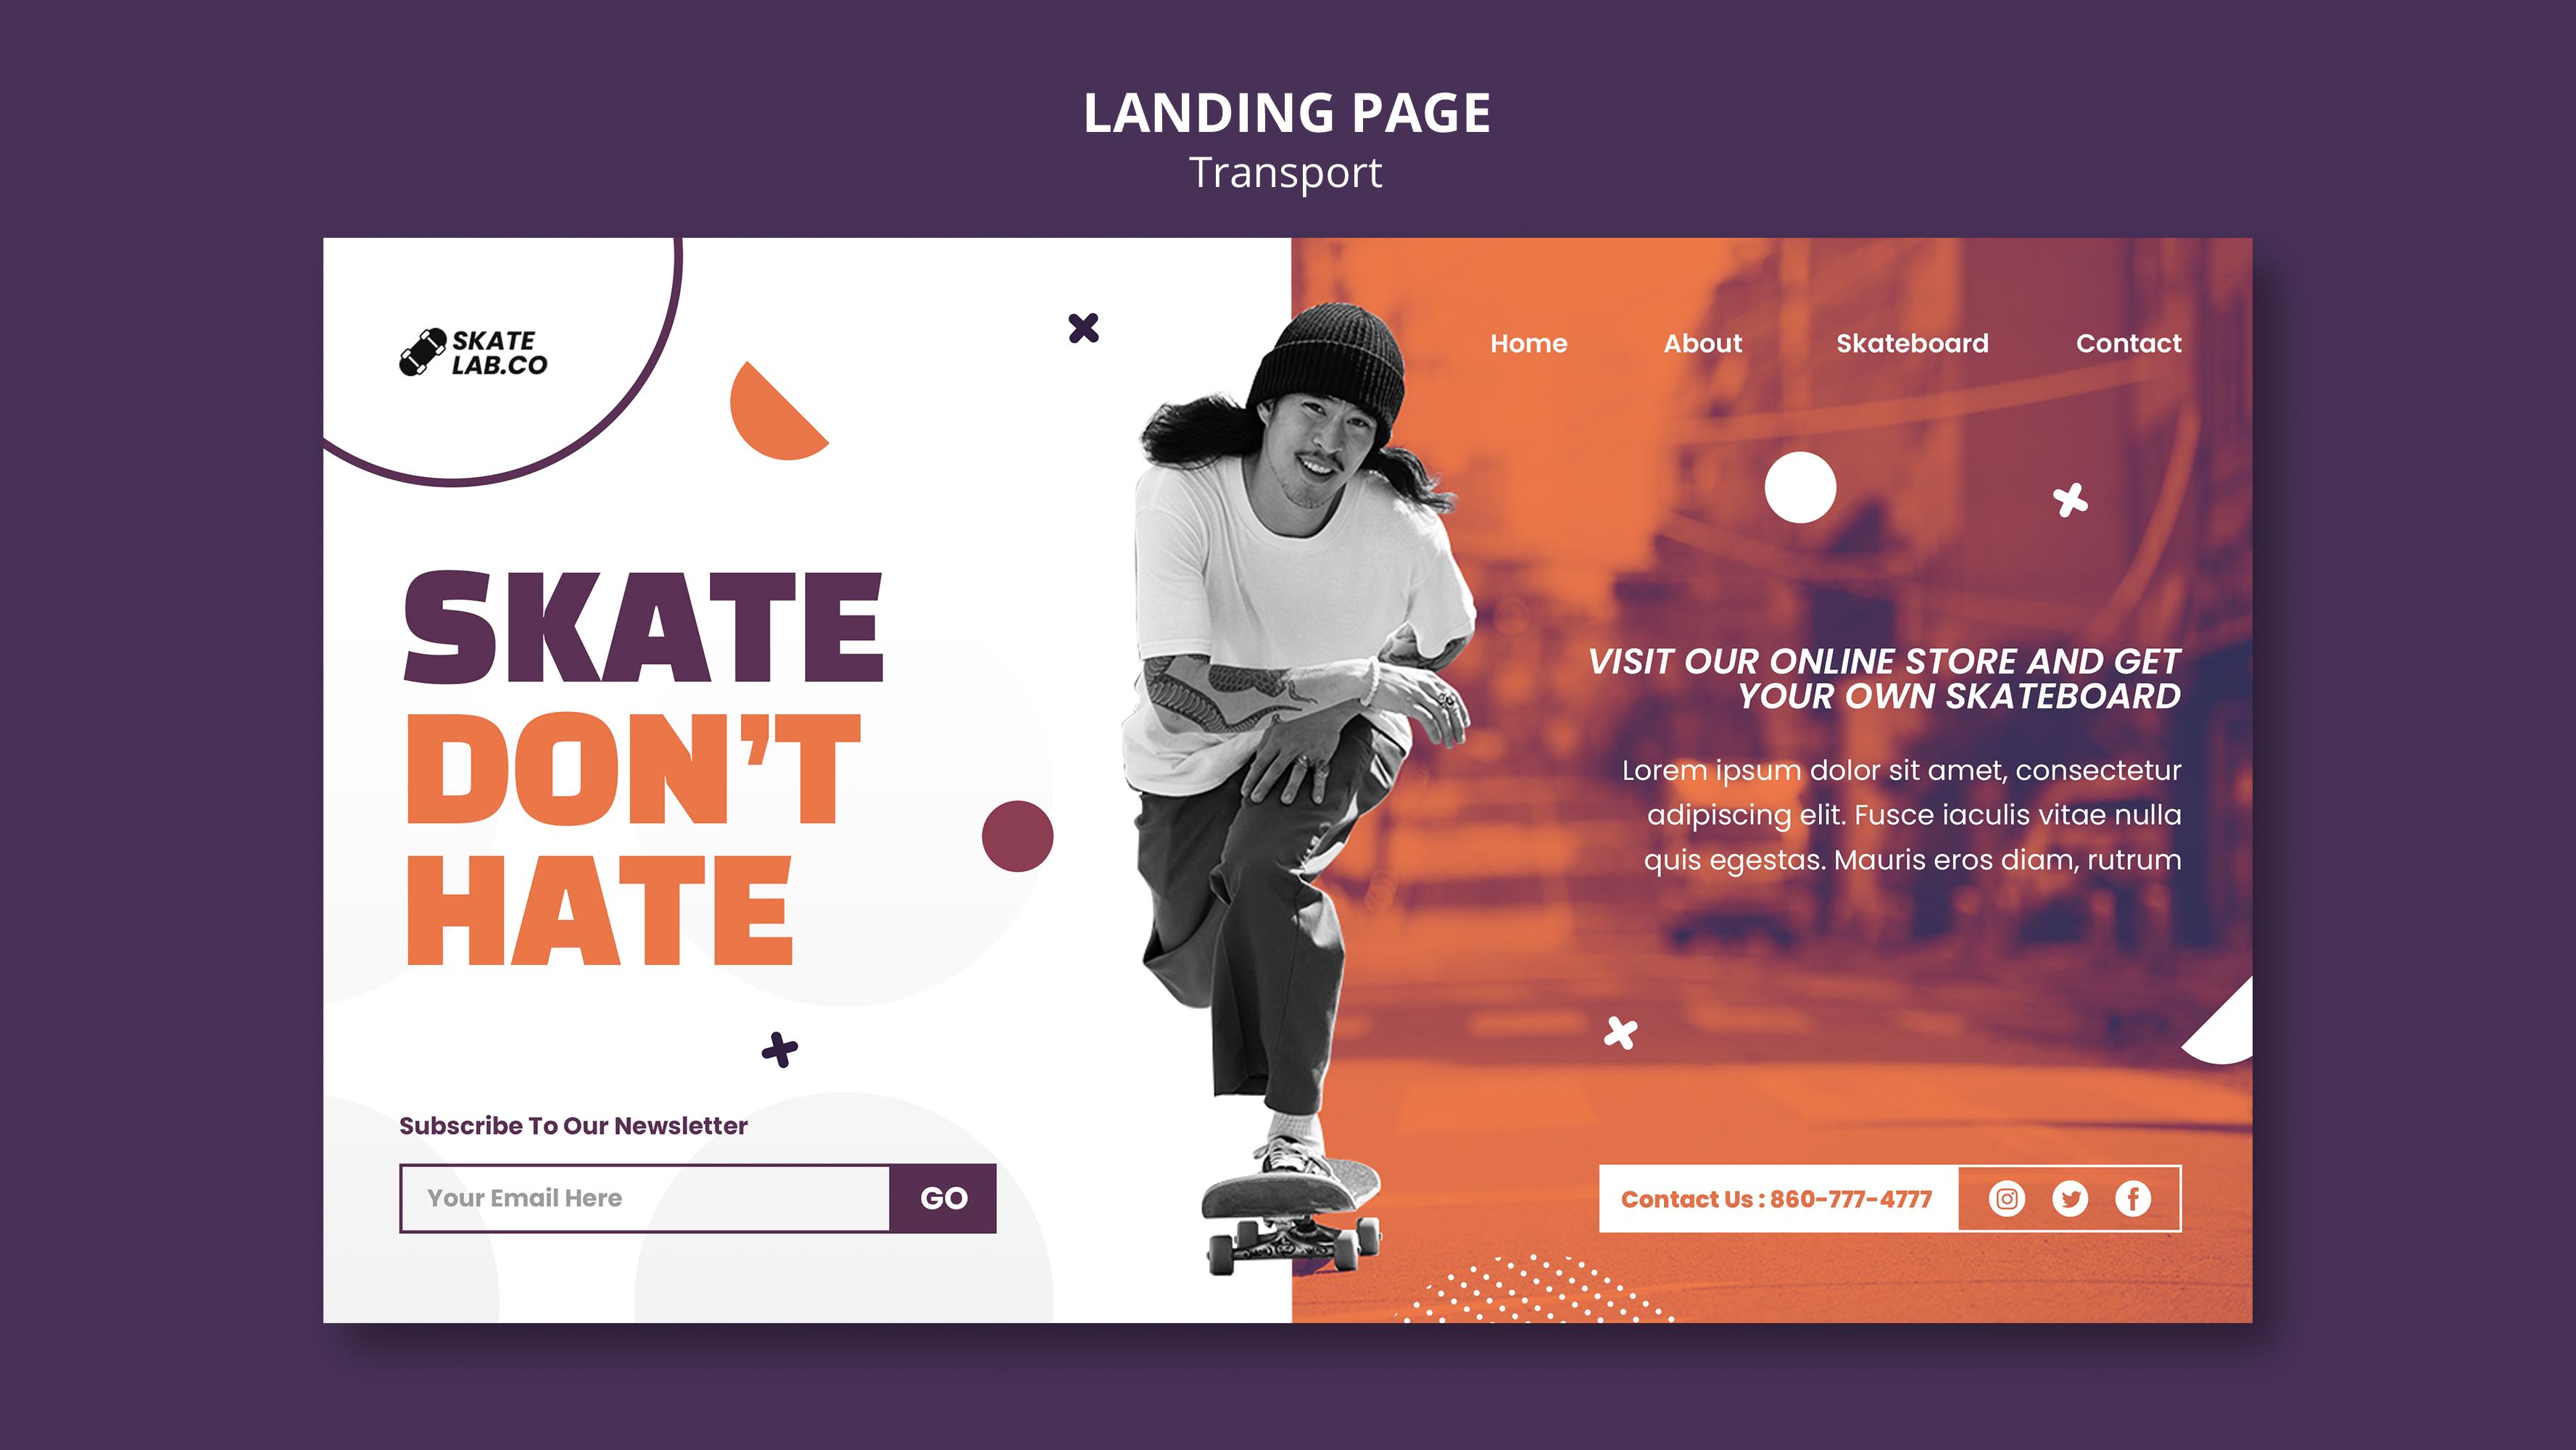 LANDING PAGE
Transport
SKATE
LAB.CO
Home About Skateboard Contact
SKATE
DON'T
HATE
VISIT OUR ONLINE STORE AND GET
YOUR OWN SKATEBOARD
Lorem ipsum dolor sit amet, consectetur
adipiscing elit. Fusce iaculis vitae nulla
quis egestas. Mauris eros diam, rutrum
Subscribe To Our Newsletter
Your Email Here GO
Contact Us : 860-777-4777